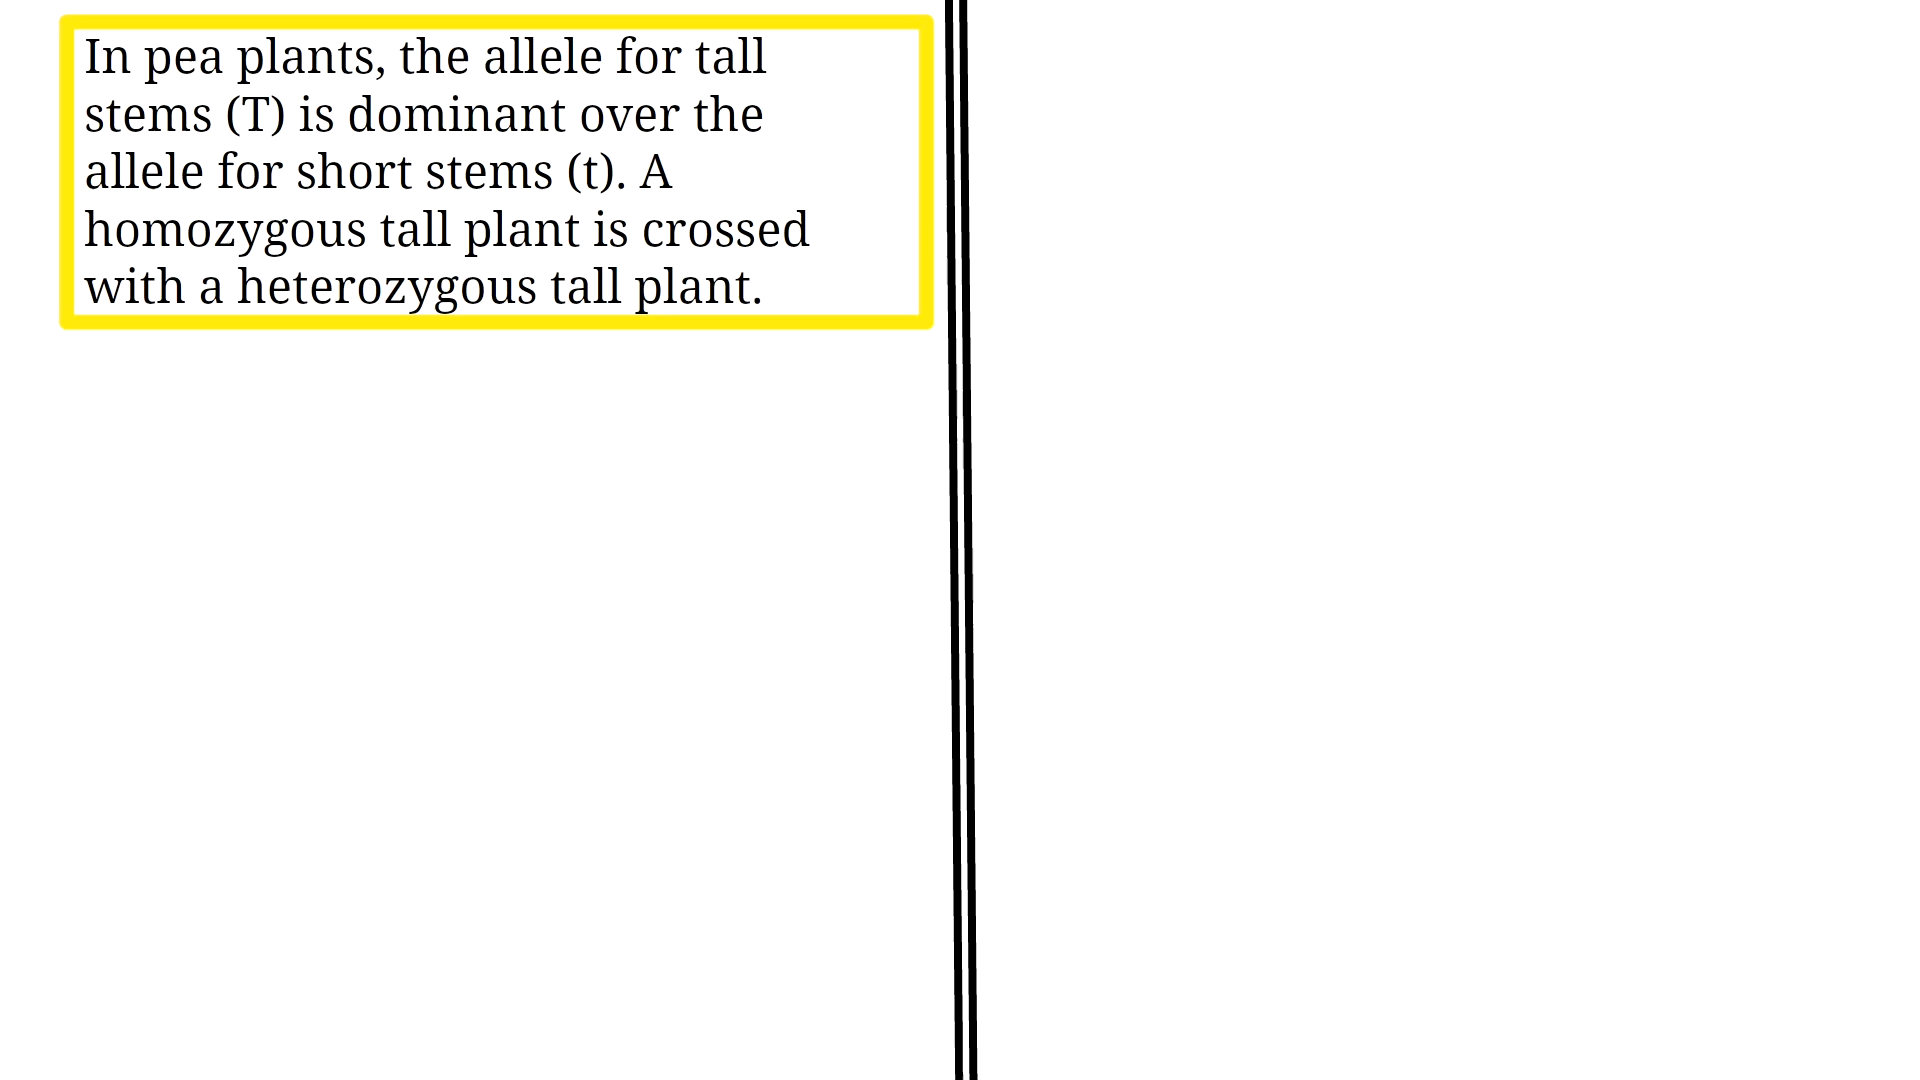 In pea plants, the allele for tall
stems (T) is dominant over the
allele for short stems (t). A
homozygous tall plant is crossed
with a heterozygous tall plant.